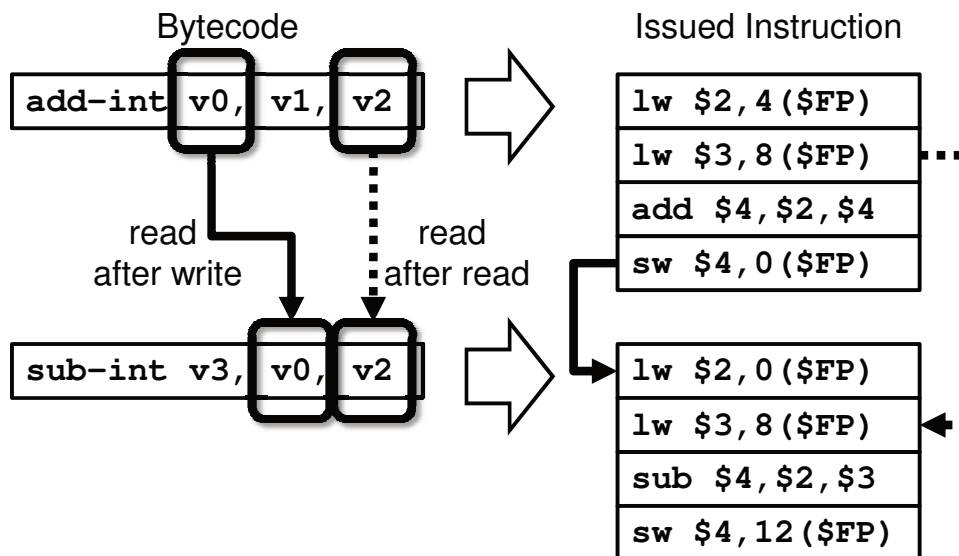 Bytecode
add-int v0, v1, v2
read
after write
read
after read
sub-int v3, v0, v2
Issued Instruction
lw $2,4($FP)
lw $3,8($FP)
add $4,$2,$4
sw $4,0($FP)
lw $2,0($FP)
lw $3,8($FP)
sub $4,$2,$3
sw $4,12($FP)